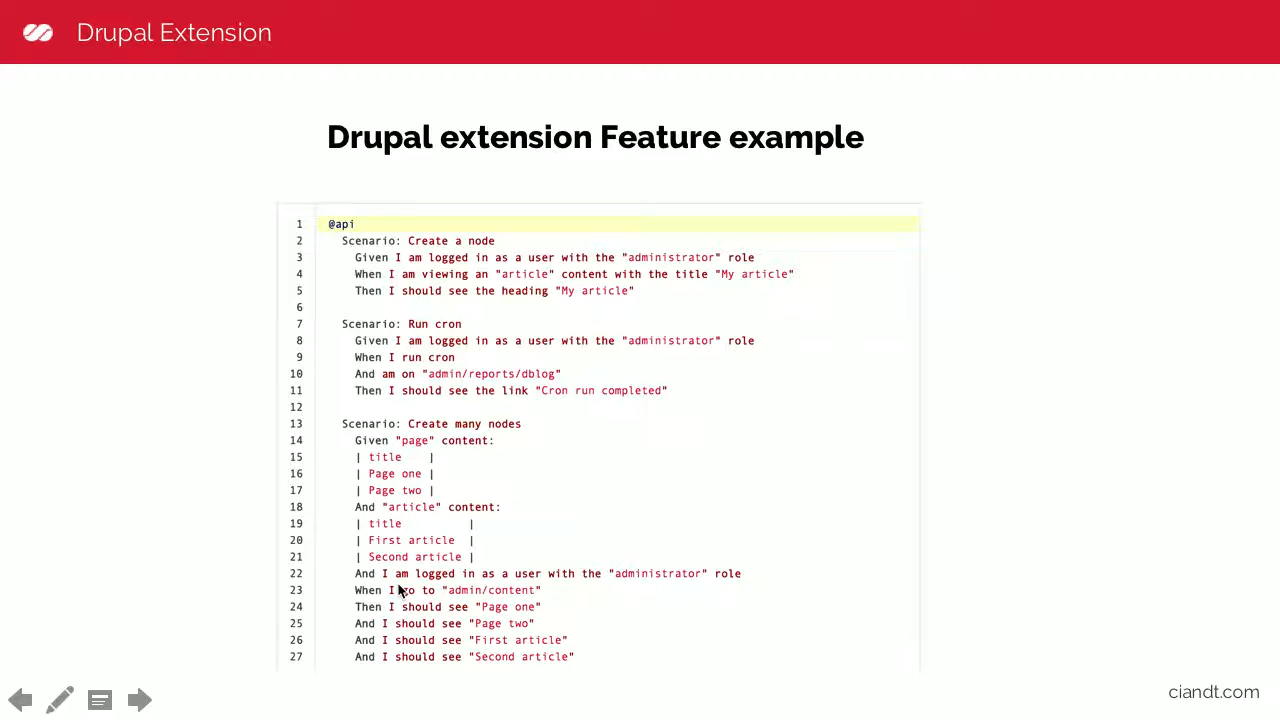 Drupal Extension
Drupal extension Feature example
1 @api
2 Scenario: Create a node
3 Given I am logged in as a user with the "administrator" role
4 When I am viewing an "article" content with the title "My article"
5 Then I should see the heading "My article"
6
7 Scenario: Run cron
8 Given I am logged in as a user with the "administrator" role
9 When I run cron
10 And am on "admin/reports/dblog"
11 Then I should see the link "Cron run completed"
12
13 Scenario: Create many nodes
14 Given "page" content:
15 | title |
16 | Page one |
17 | Page two |
18 And "article" content:
19 | title |
20 | First article |
21 | Second article |
22 And I am logged in as a user with the "administrator" role
23 When I go to "admin/content"
24 Then I should see "Page one"
25 And I should see "Page two"
26 And I should see "First article"
27 And I should see "Second article"
ciandt.com